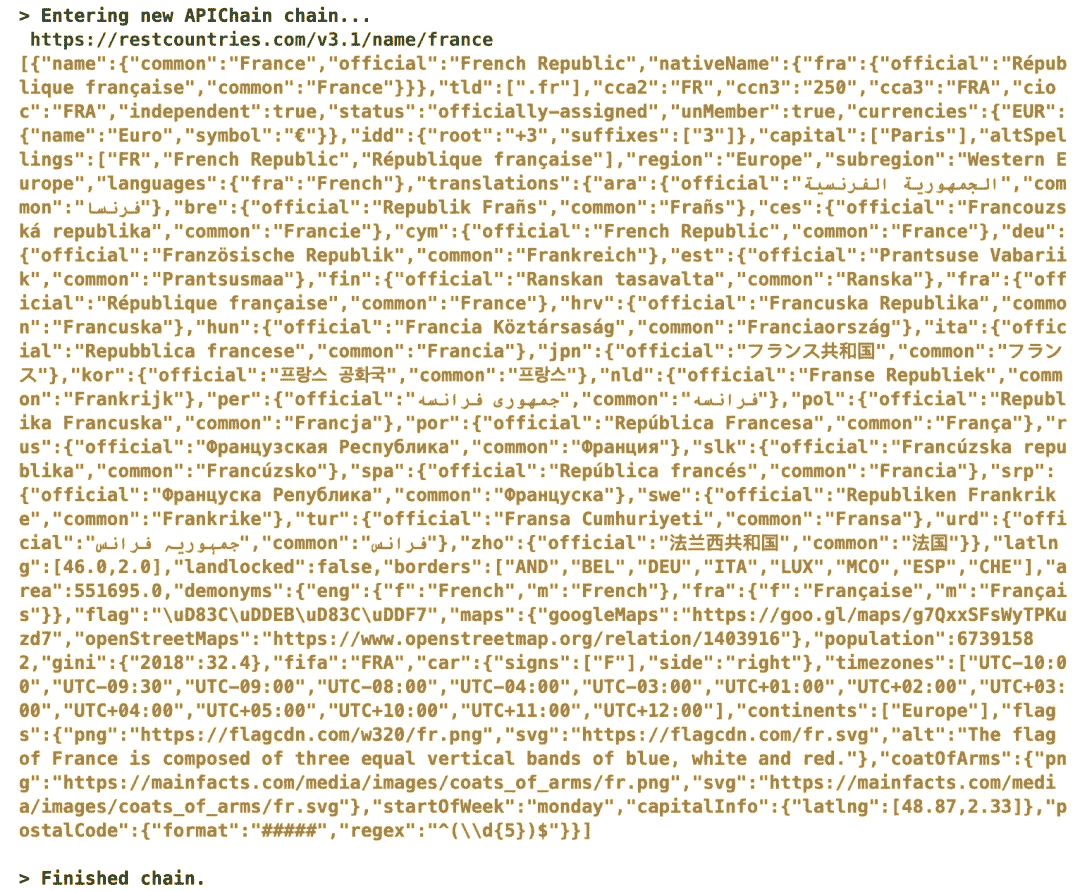 > Entering new APIChain chain...
https://restcountries.com/v3.1/name/france
[{"name":{"common":"France","official":"French Republic","nativeName":{"fra":{"official":"Répub
lique française","common":"France"}}},"tld":[".fr"],"cca2":"FR","ccn3":"250","cca3":"FRA","cio
c":"FRA","independent":true,"status":"officially-assigned","unMember":true,"currencies":{"EUR":
{"name":"Euro","symbol":"€"}},"idd":{"root":"+3","suffixes":["3"]},"capital":["Paris"],"altSpel
lings":["FR","French Republic","République française"],"region":"Europe","subregion":"Western E
urope","languages":{"fra":"French"},"translations":{"ara":{"official":"الجمهورية الفرنسية","com
mon":"فرنسا"},"bre":{"official":"Republik Frañs","common":"Frañs"},"ces":{"official":"Francouzs
ká republika","common":"Francie"},"cym":{"official":"French Republic","common":"France"},"deu":
{"official":"Französische Republik","common":"Frankreich"},"est":{"official":"Prantsuse Vabarii
k","common":"Prantsusmaa"},"fin":{"official":"Ranskan tasavalta","common":"Ranska"},"fra":{"off
icial":"République française","common":"France"},"hrv":{"official":"Francuska Republika","commo
n":"Francuska"},"hun":{"official":"Francia Köztársaság","common":"Franciaország"},"ita":{"offic
ial":"Repubblica francese","common":"Francia"},"jpn":{"official":"フランス共和国","common":"フラン
ス"},"kor":{"official":"프랑스 공화국","common":"프랑스"},"nld":{"official":"Franse Republiek","comm
on":"Frankrijk"},"per":{"official":"جمهوری فرانسه","common":"فرانسه"},"pol":{"official":"Republ
ika Francuska","common":"Francja"},"por":{"official":"República Francesa","common":"França"},"r
us":{"official":"Французская Республика","common":"Франция"},"slk":{"official":"Francúzska repu
blika","common":"Francúzsko"},"spa":{"official":"República francés","common":"Francia"},"srp":
{"official":"Француска Република","common":"Француска"},"swe":{"official":"Republiken Frankrik
e","common":"Frankrike"},"tur":{"official":"Fransa Cumhuriyeti","common":"Fransa"},"urd":{"offi
cial":"جمہوریہ فرانس","common":"فرانس"},"zho":{"official":"法兰西共和国","common":"法国"}},"latln
g":[46.0,2.0],"landlocked":false,"borders":["AND","BEL","DEU","ITA","LUX","MCO","ESP","CHE"],"a
rea":551695.0,"demonyms":{"eng":{"f":"French","m":"French"},"fra":{"f":"Française","m":"Françai
s"}},"flag":"\uD83C\uDDEB\uD83C\uDDF7","maps":{"googleMaps":"https://goo.gl/maps/g7QxxSFsWyTPKu
zd7","openStreetMaps":"https://www.openstreetmap.org/relation/1403916"},"population":6739158
2,"gini":{"2018":32.4},"fifa":"FRA","car":{"signs":["F"],"side":"right"},"timezones":["UTC-10:0
0","UTC-09:30","UTC-09:00","UTC-08:00","UTC-04:00","UTC-03:00","UTC+01:00","UTC+02:00","UTC+03:
00","UTC+04:00","UTC+05:00","UTC+10:00","UTC+11:00","UTC+12:00"],"continents":["Europe"],"flag
s":{"png":"https://flagcdn.com/w320/fr.png","svg":"https://flagcdn.com/fr.svg","alt":"The flag
of France is composed of three equal vertical bands of blue, white and red."},"coatOfArms":{"pn
g":"https://mainfacts.com/media/images/coats_of_arms/fr.png","svg":"https://mainfacts.com/medi
a/images/coats_of_arms/fr.svg"},"startOfWeek":"monday","capitalInfo":{"latlng":[48.87,2.33]},"p
ostalCode":{"format":"#####","regex":"^(\\d{5})$"}}]
> Finished chain.